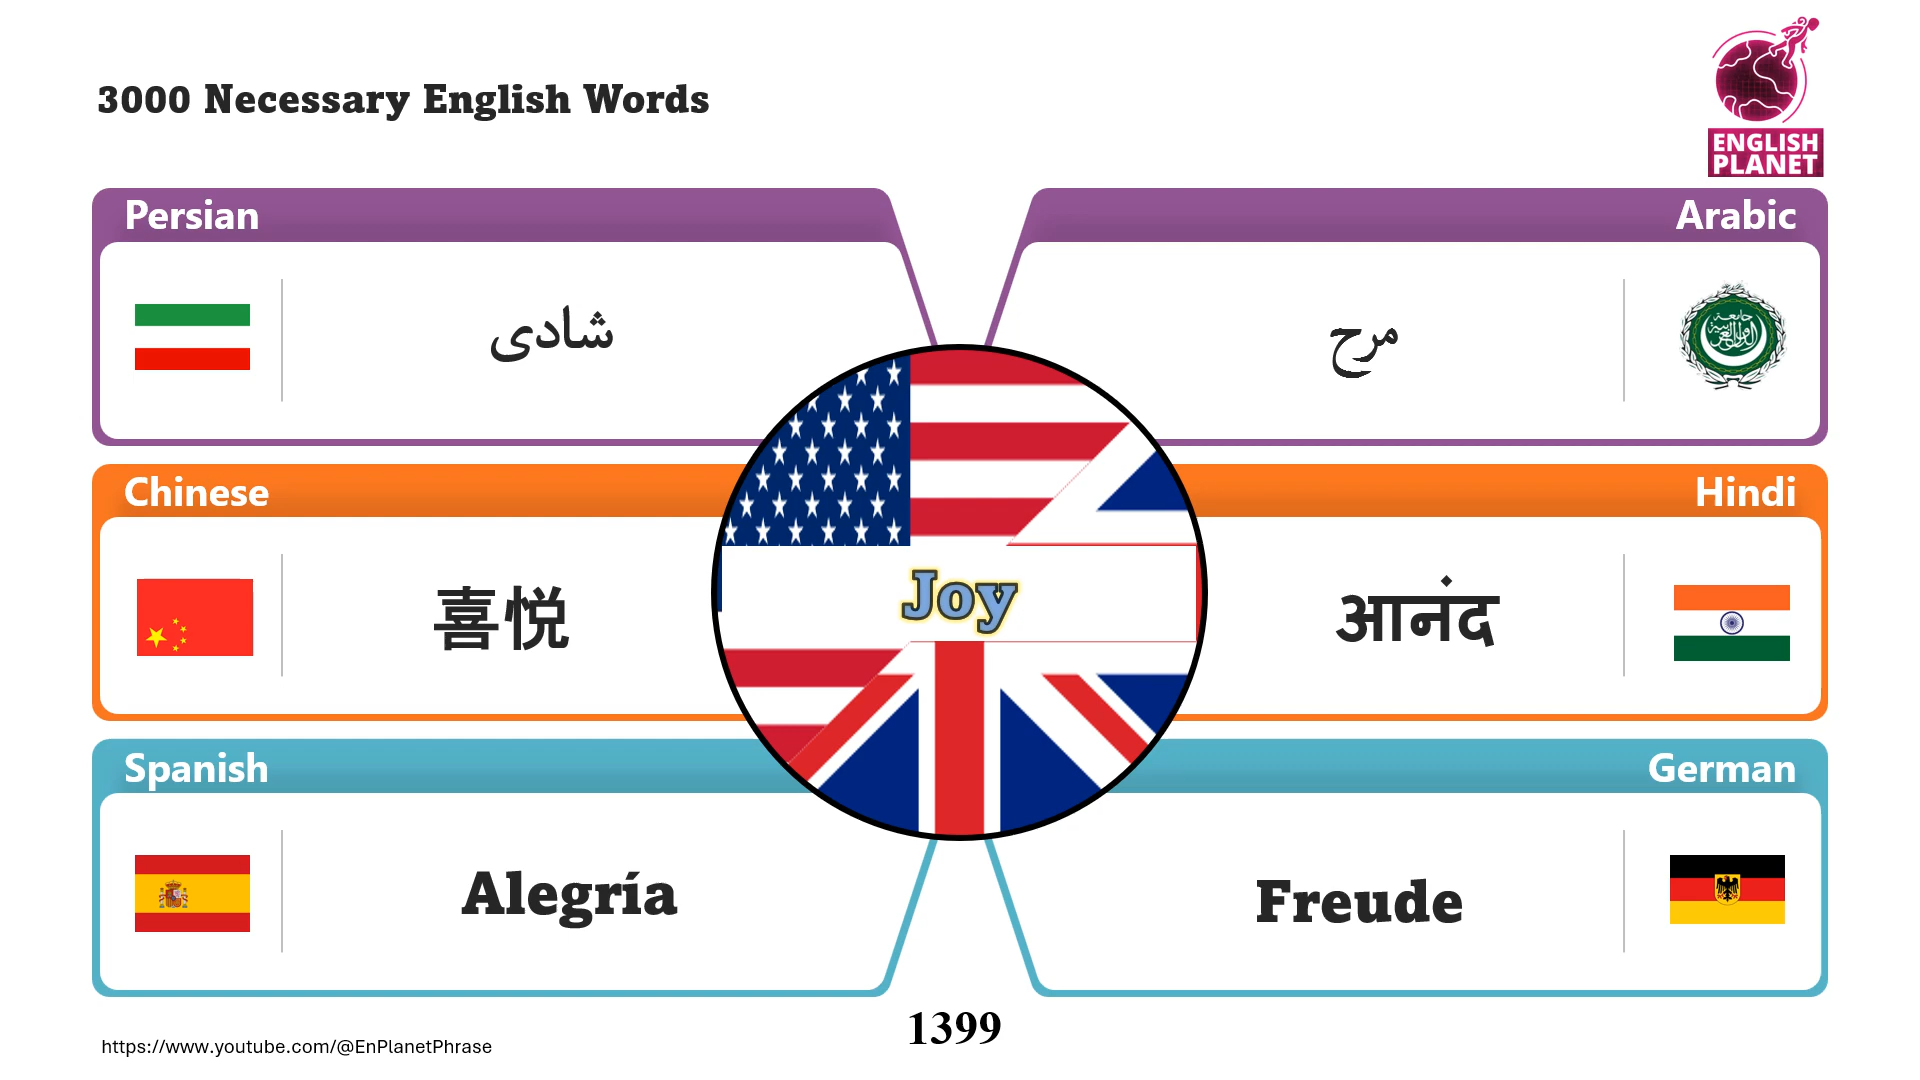 3000 Necessary English Words
ENGLISH
PLANET
Persian
شادی
Arabic
مرح
Chinese
喜悦
Joy
Hindi
आनंद
Spanish
Alegría
German
Freude
1399
https://www.youtube.com/@EnPlanetPhrase